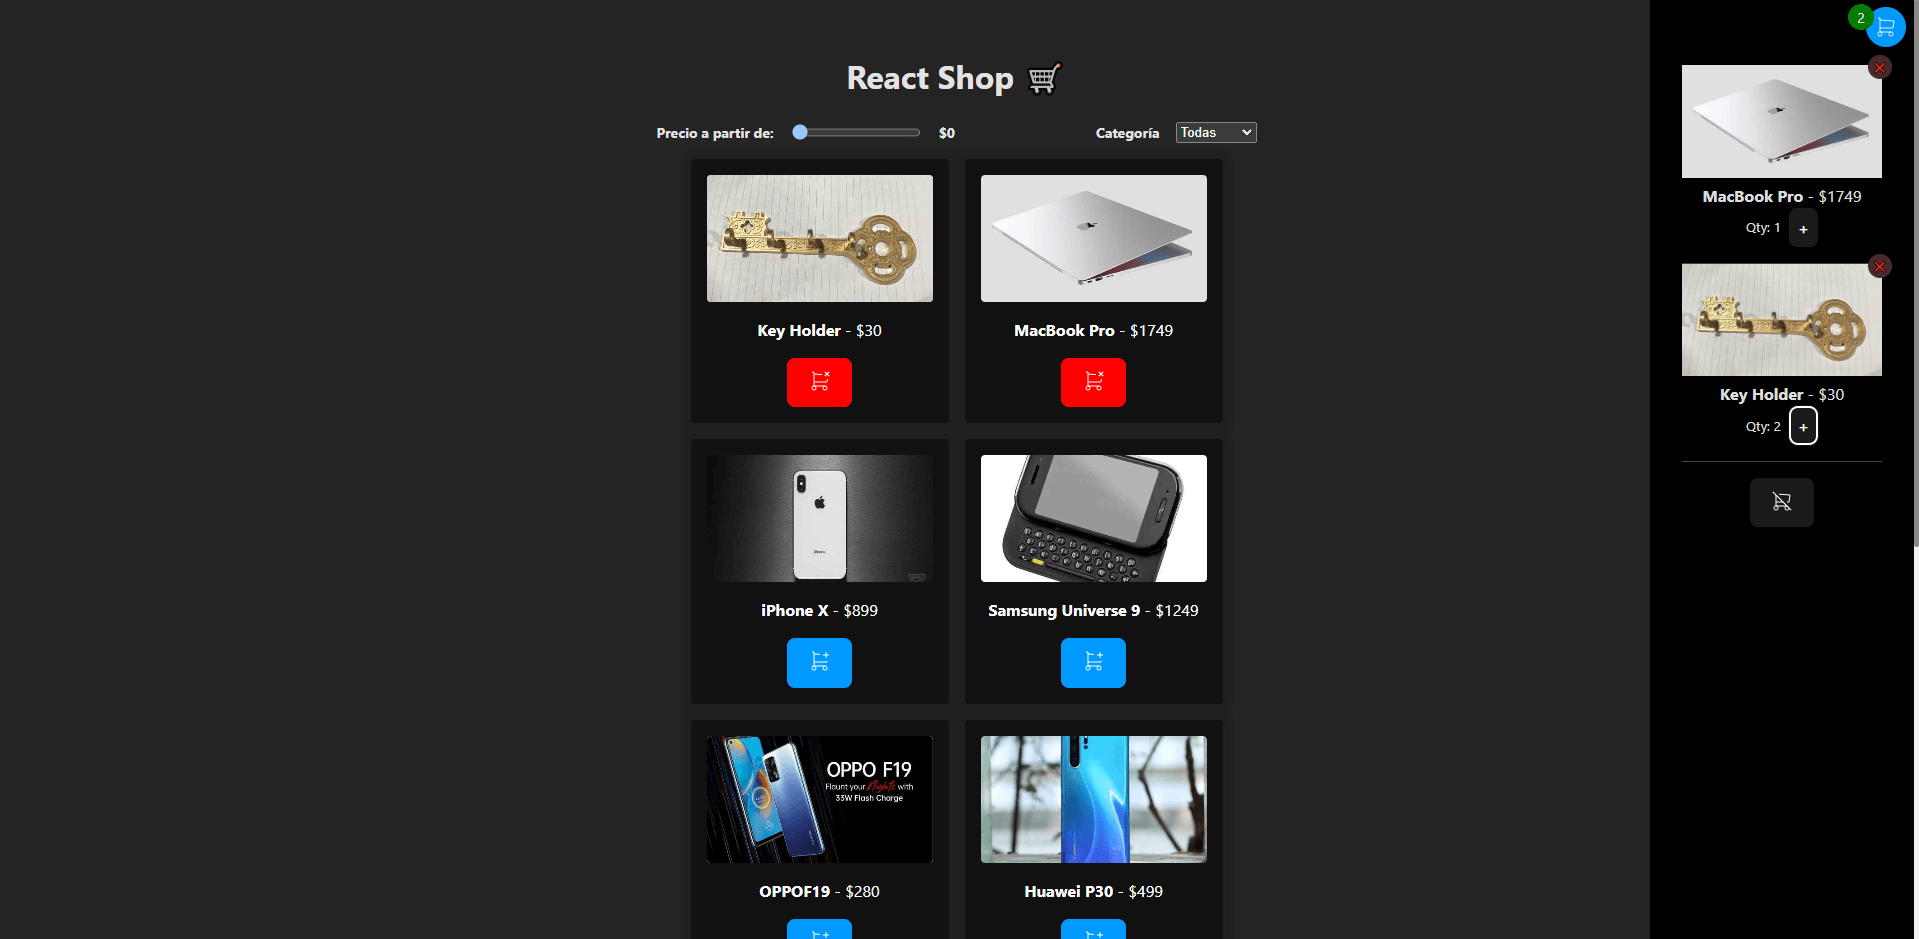 React Shop
Precio a partir de: $0
Categoría Todas
Key Holder - $30
MacBook Pro - $1749
iPhone X - $899
Samsung Universe 9 - $1249
OPPO F19
Flaunt your Nights with
33W Flash Charge
OPPOF19 - $280
Huawei P30 - $499
2
MacBook Pro - $1749
Qty: 1 +
Key Holder - $30
Qty: 2 +